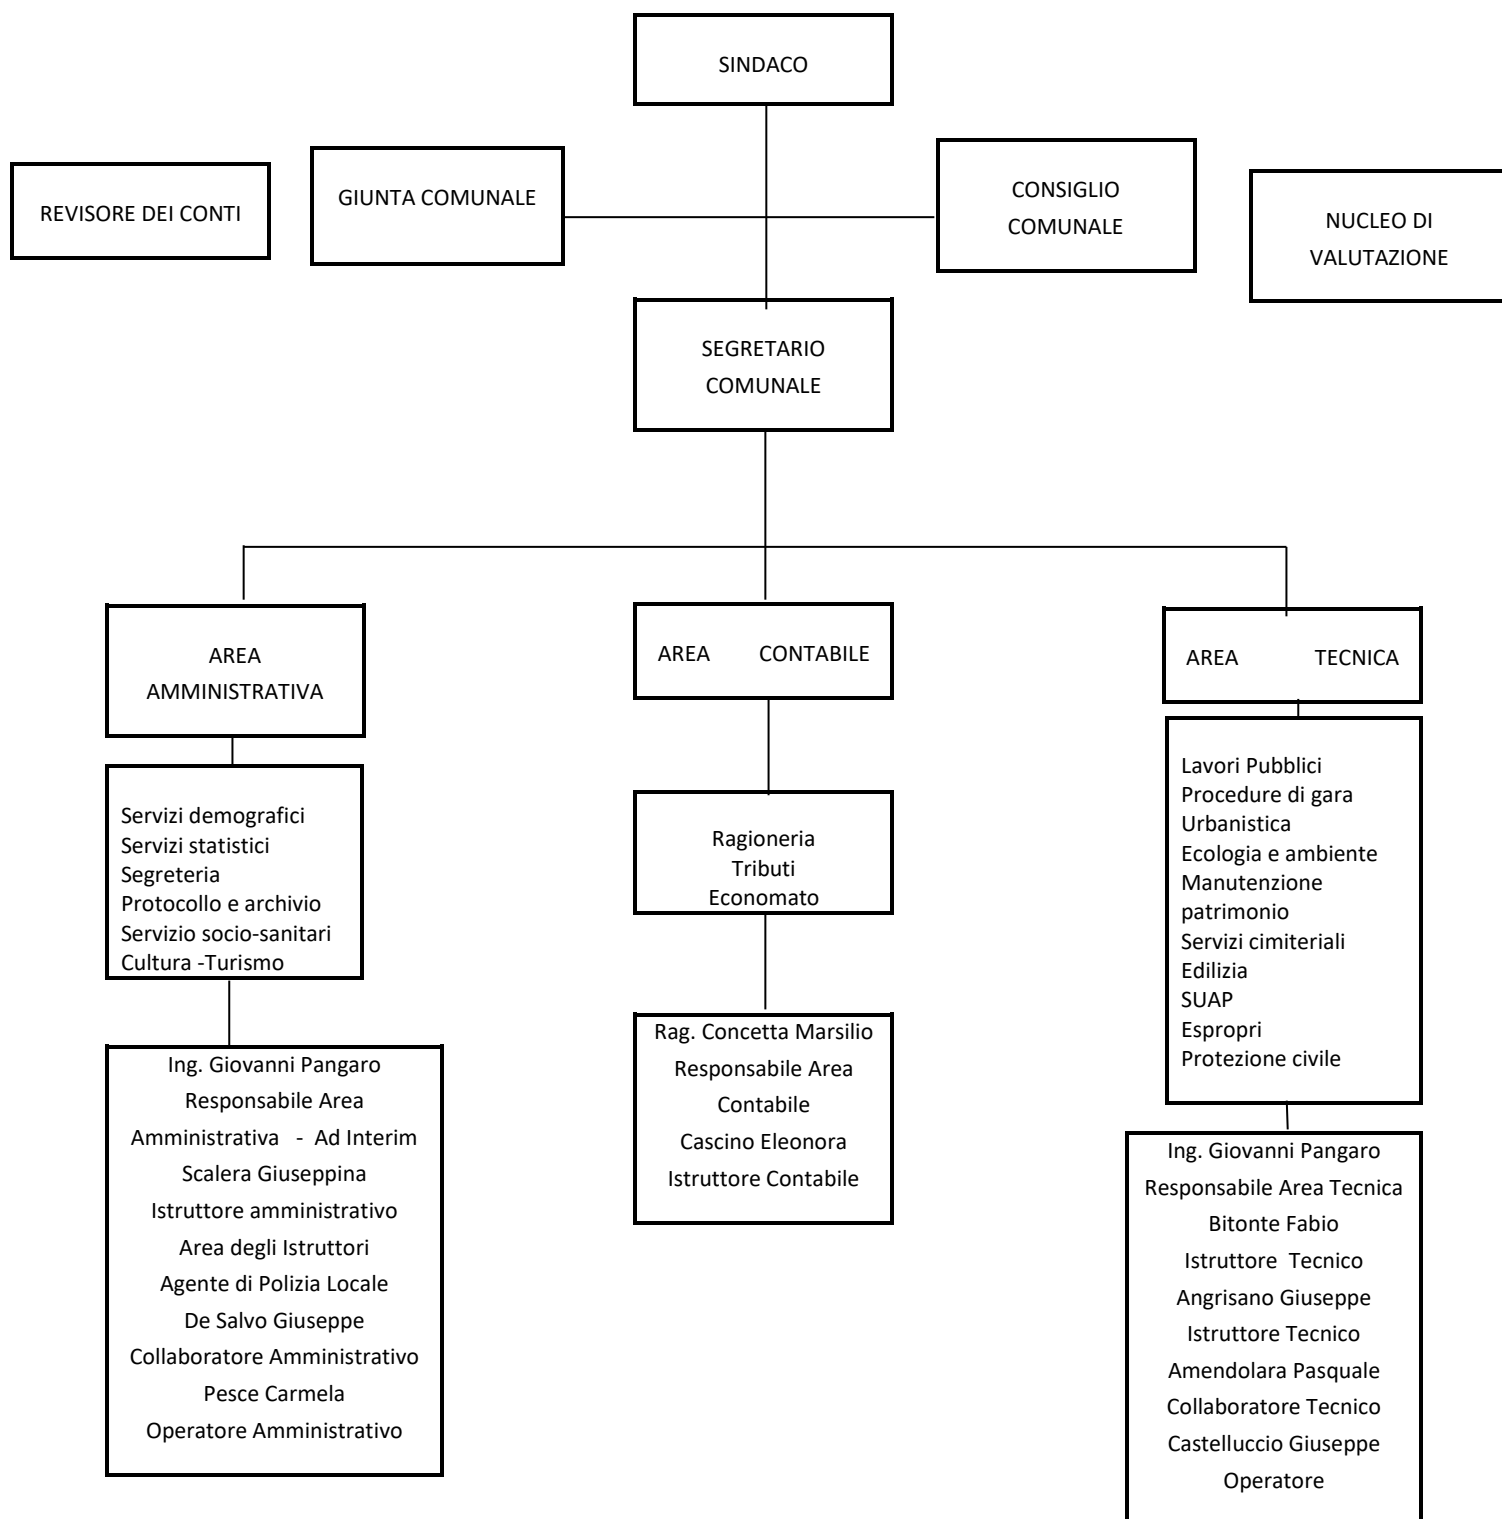 SINDACO
REVISORE DEI CONTI
GIUNTA COMUNALE
CONSIGLIO
COMUNALE
NUCLEO DI
VALUTAZIONE
SEGRETARIO
COMUNALE
AREA
AMMINISTRATIVA
Servizi demografici
Servizi statistici
Segreteria
Protocollo e archivio
Servizio socio-sanitari
Cultura -Turismo
Ing. Giovanni Pangaro
Responsabile Area
Amministrativa - Ad Interim
Scalera Giuseppina
Istruttore amministrativo
Area degli Istruttori
Agente di Polizia Locale
De Salvo Giuseppe
Collaboratore Amministrativo
Pesce Carmela
Operatore Amministrativo
AREA CONTABILE
Ragioneria
Tributi
Economato
Rag. Concetta Marsilio
Responsabile Area
Contabile
Cascino Eleonora
Istruttore Contabile
AREA TECNICA
Lavori Pubblici
Procedure di gara
Urbanistica
Ecologia e ambiente
Manutenzione
patrimonio
Servizi cimiteriali
Edilizia
SUAP
Espropri
Protezione civile
Ing. Giovanni Pangaro
Responsabile Area Tecnica
Bitonte Fabio
Istruttore Tecnico
Angrisano Giuseppe
Istruttore Tecnico
Amendolara Pasquale
Collaboratore Tecnico
Castelluccio Giuseppe
Operatore